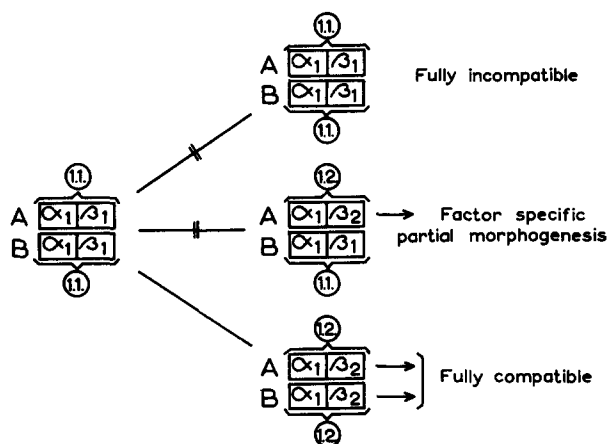 1.1.
A α1 β1
B α1 β1
1.1.
Fully incompatible
1.1.
A α1 β1
B α1 β1
1.1.
1.2.
A α1 β2
B α1 β1
1.1.
Factor specific
partial morphogenesis
1.2.
A α1 β2
B α1 β2
1.2.
Fully compatible